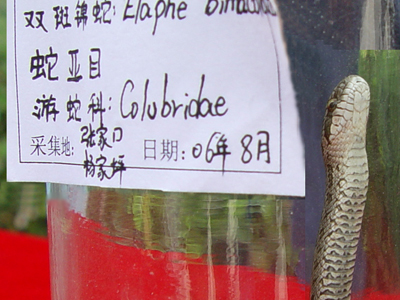 双斑锦蛇: Elaphe bimacu
蛇亚目
游蛇科: Colubridae
采集地: 张家口
杨家坪
日期: 06年8月